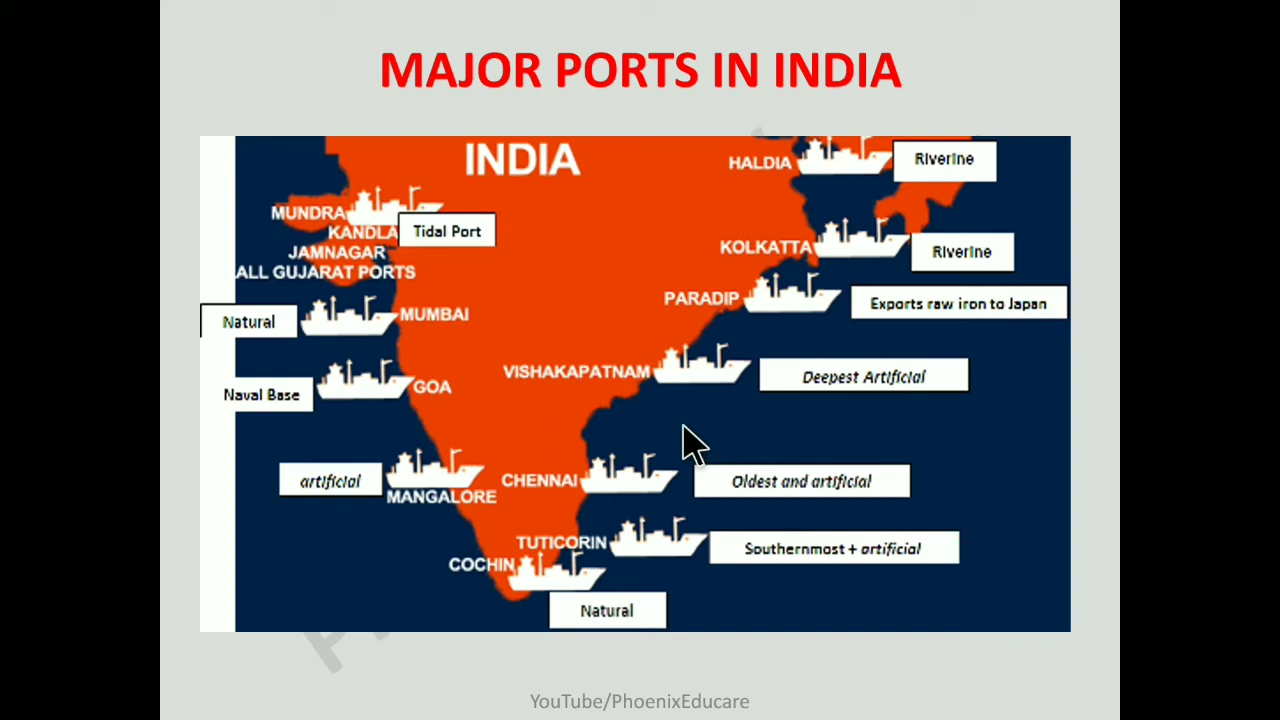 MAJOR PORTS IN INDIA
INDIA
HALDIA
Riverine
MUNDRA
KANDLA
Tidal Port
JAMNAGAR
ALL GUJARAT PORTS
KOLKATTA
Riverine
PARADIP
Exports raw iron to Japan
Natural
MUMBAI
VISHAKAPATNAM
Deepest Artificial
Naval Base
GOA
artificial
MANGALORE
CHENNAI
Oldest and artificial
TUTICORIN
Southernmost + artificial
COCHIN
Natural
YouTube/PhoenixEducare